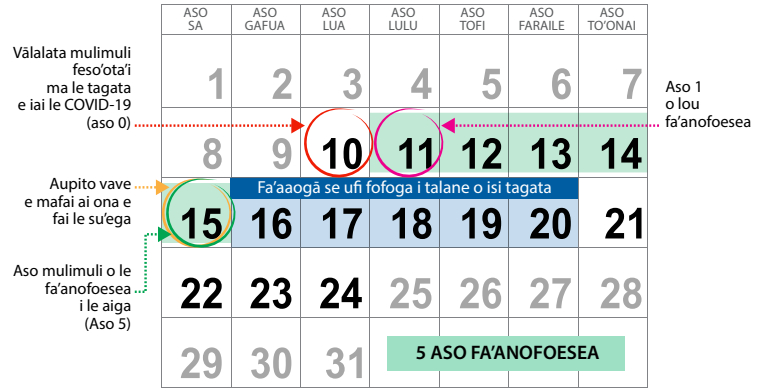 ASO SA
ASO GAFUA
ASO LUA
ASO LULU
ASO TOFI
ASO FARAILE
ASO TO'ONAI
1 2 3 4 5 6 7
Vālalata mulimuli
feso'ota'i
ma le tagata
e iai le COVID-19
(aso 0)
8 9 10 11 12 13 14
Aso 1
o lou
fa'anofoesea
Aupito vave
e mafai ai ona e
fai le su'ega
Fa'aaogā se ufi fofoga i talane o isi tagata
15 16 17 18 19 20 21
Aso mulimuli o le
fa'anofoesea
i le aiga
(Aso 5)
22 23 24 25 26 27 28
29 30 31
5 ASO FA'ANOFOESEA